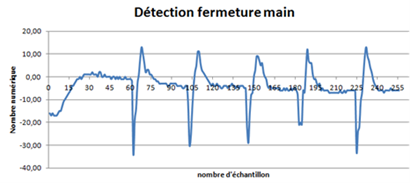 Détection fermeture main
20,00
10,00
0,00
-10,00
-20,00
-30,00
-40,00
Nombre numérique
0 15 30 45 60 75 90 105 120 135 150 165 180 195 210 225 240 255
nombre d'échantillon